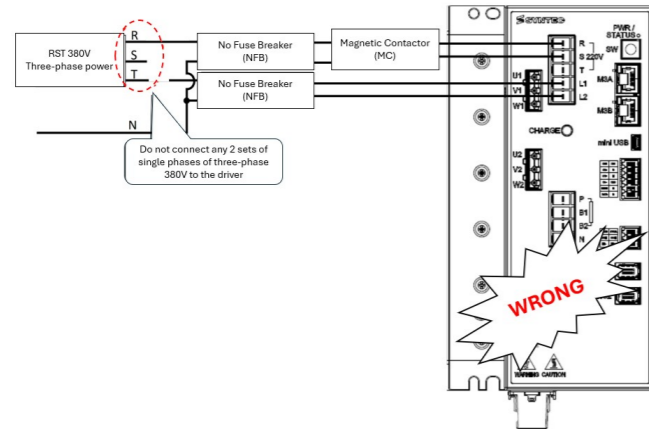 RST 380V
Three-phase power
R
S
T
N
No Fuse Breaker
(NFB)
No Fuse Breaker
(NFB)
Magnetic Contactor
(MC)
Do not connect any 2 sets of
single phases of three-phase
380V to the driver
SYNTEC
PWR /
STATUS
SW
R
S 220V
T
L1
L2
U1
V1
W1
M3A
M3B
CHARGE
mini USB
U2
V2
W2
P
B1
B2
N
WRONG
WARNING CAUTION